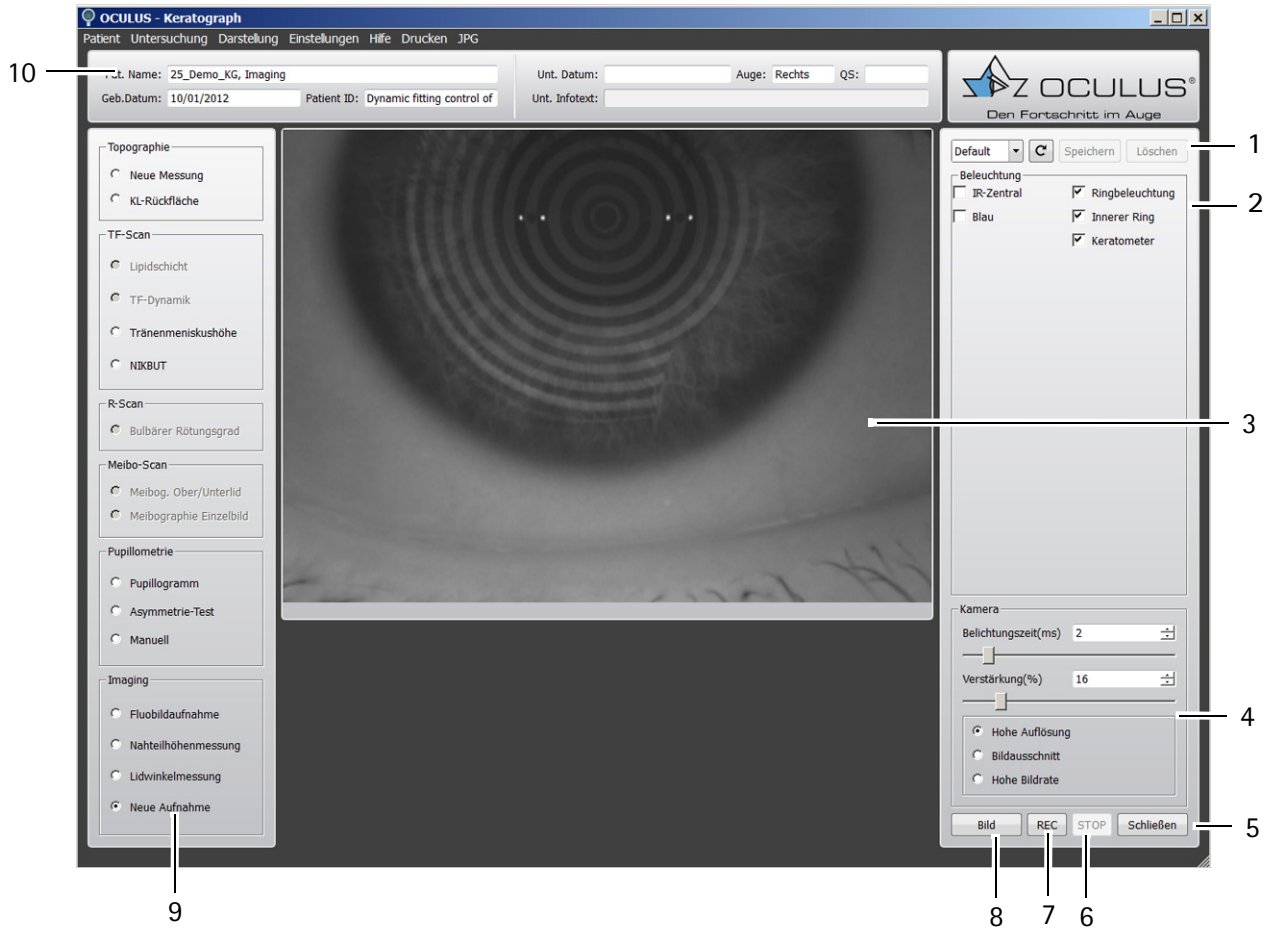 OCULUS - Keratograph
Patient Untersuchung Darstellung Einstellungen Hilfe Drucken JPG
10
Name: 25_Demo_KG, Imaging
Unt. Datum: Auge: Rechts QS:
Geb.Datum: 10/01/2012 Patient ID: Dynamic fitting control of
Unt. Infotext:
OCULUS®
Den Fortschritt im Auge
Topographie
Neue Messung
KL-Rückfläche
TF-Scan
Lipidschicht
TF-Dynamik
Tränenmeniskushöhe
NIKBUT
R-Scan
Bulbärer Rötungsgrad
Meibo-Scan
Meibog. Ober/Unterlid
Meibographie Einzelbild
Pupillometrie
Pupillogramm
Asymmetrie-Test
Manuell
Imaging
Fluobildaufnahme
Nahteilhöhenmessung
Lidwinkelmessung
Neue Aufnahme
9
Default Speichern Löschen 1
Beleuchtung
IR-Zentral Ringbeleuchtung 2
Blau Innerer Ring
Keratometer
3
Kamera
Belichtungszeit(ms) 2
Verstärkung(%) 16
4
Hohe Auflösung
Bildausschnitt
Hohe Bildrate
Bild REC STOP Schließen 5
8 7 6